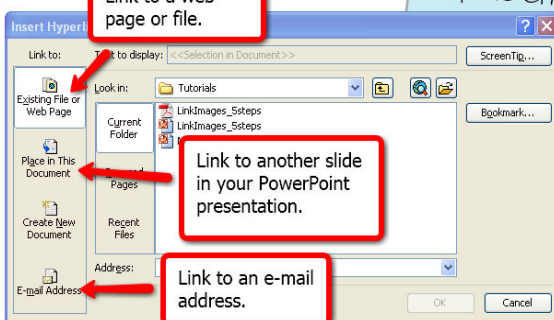 Link to a web
page or file.
Insert Hyperl
Link to:
Text to display: <<Selection in Document>>
ScreenTip...
Existing File or
Web Page
Look in:
Tutorials
Bookmark...
Current
Folder
LinkImages_5steps
LinkImages_5steps
Place in This
Document
Pages
Link to another slide
in your PowerPoint
presentation.
Create New
Document
Recent
Files
E-mail Address
Address:
Link to an e-mail
address.
OK
Cancel